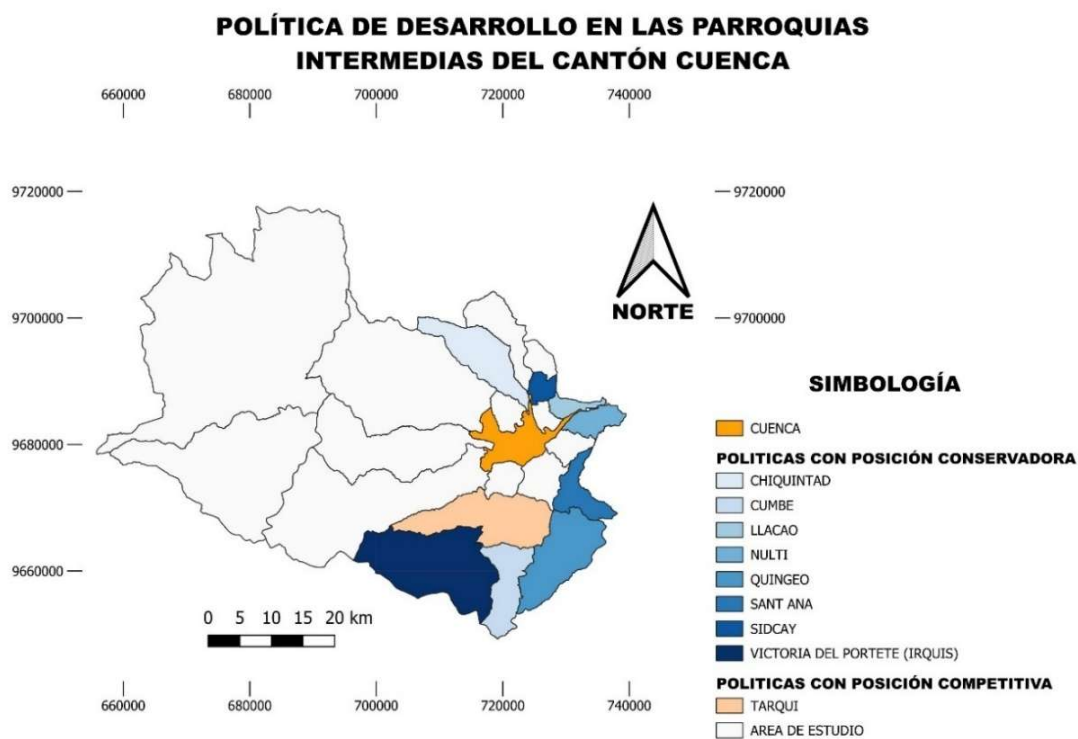 POLÍTICA DE DESARROLLO EN LAS PARROQUIAS
INTERMEDIAS DEL CANTÓN CUENCA
660000 680000 700000 720000 740000
9720000 9720000
9700000 9700000
9680000
9660000
NORTE
SIMBOLOGÍA
CUENCA
POLITICAS CON POSICIÓN CONSERVADORA
CHIQUINTAD
CUMBE
LLACAO
NULTI
QUINGEO
SANT ANA
SIDCAY
VICTORIA DEL PORTETE (IRQUIS)
POLITICAS CON POSICIÓN COMPETITIVA
TARQUI
AREA DE ESTUDIO
0 5 10 15 20 km
660000 680000 700000 720000 740000